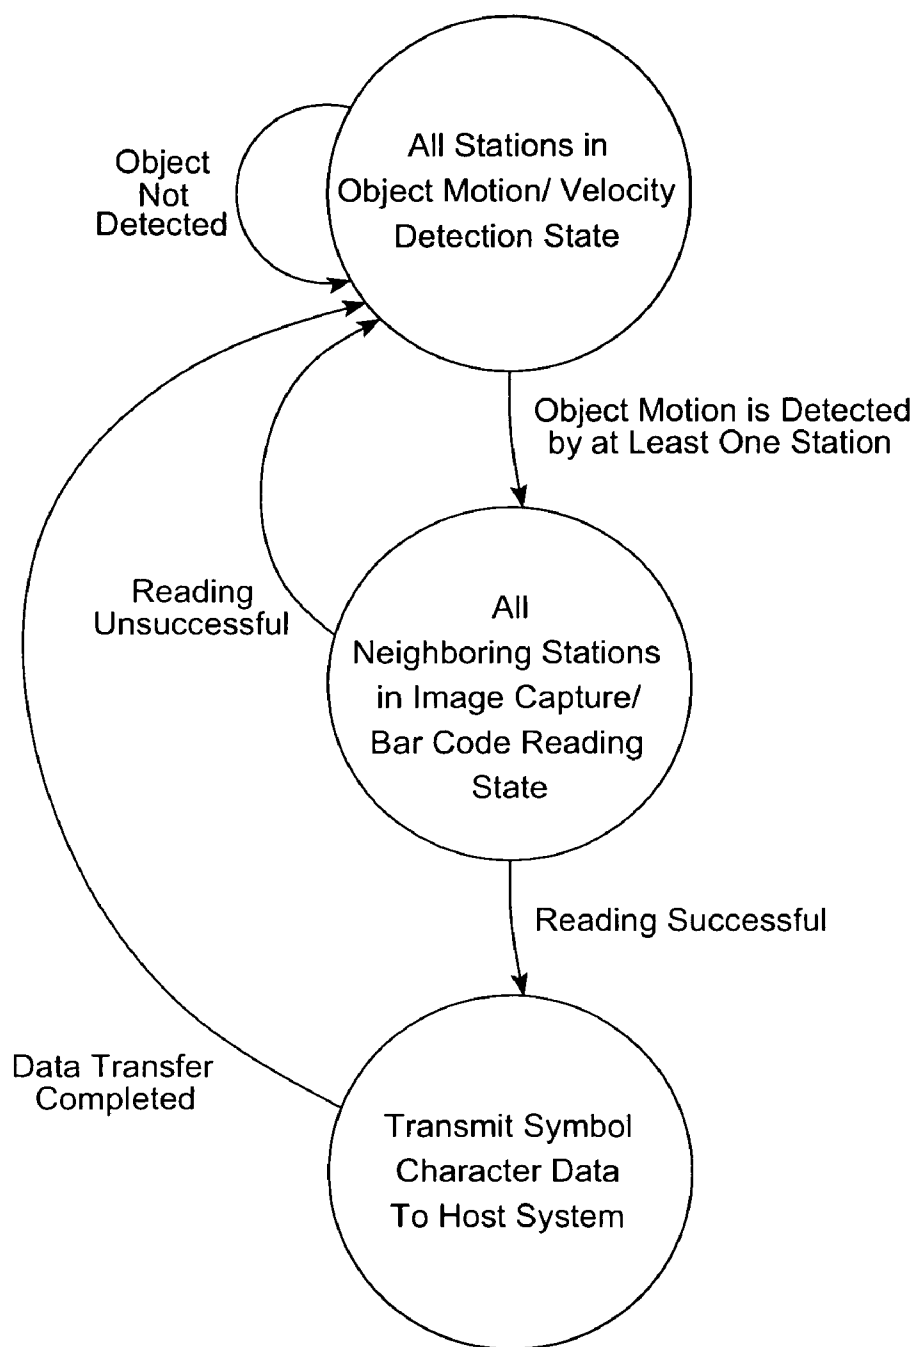 All Stations in
Object Motion/ Velocity
Detection State
Object
Not
Detected
Object Motion is Detected
by at Least One Station
Reading
Unsuccessful
All
Neighboring Stations
in Image Capture/
Bar Code Reading
State
Reading Successful
Data Transfer
Completed
Transmit Symbol
Character Data
To Host System